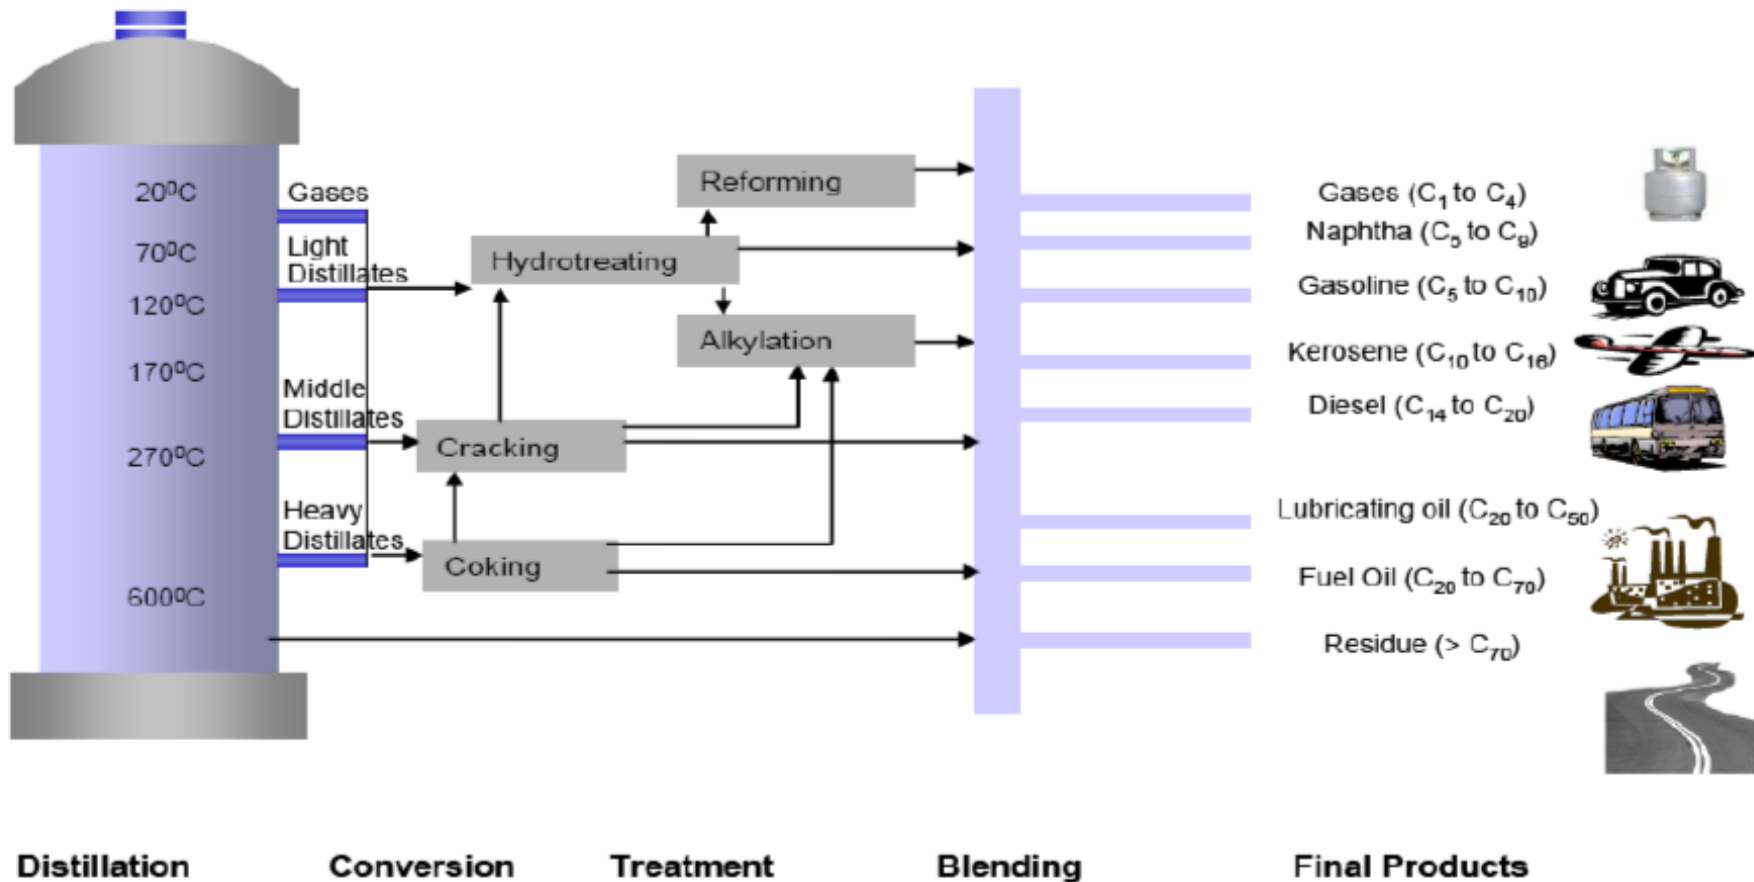 20⁰C
70⁰C
120⁰C
170⁰C
270⁰C
600⁰C
Gases
Light
Distillates
Middle
Distillates
Heavy
Distillates
Reforming
Hydrotreating
Alkylation
Cracking
Coking
Gases (C₁ to C₄)
Naphtha (C₅ to C₉)
Gasoline (C₅ to C₁₀)
Kerosene (C₁₀ to C₁₆)
Diesel (C₁₄ to C₂₀)
Lubricating oil (C₂₀ to C₅₀)
Fuel Oil (C₂₀ to C₇₀)
Residue (> C₇₀)
Distillation
Conversion
Treatment
Blending
Final Products